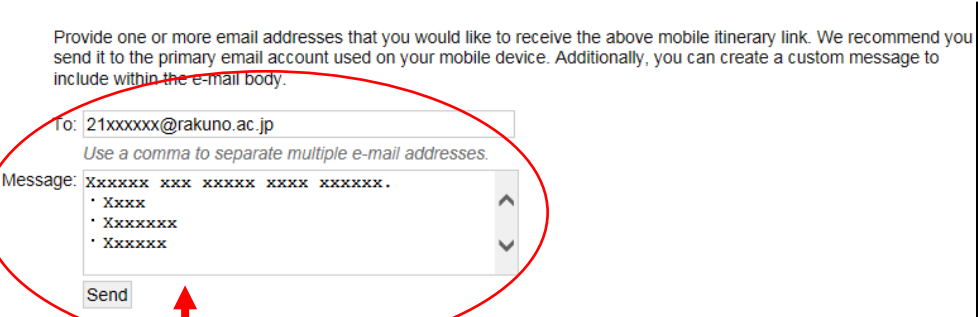 Provide one or more email addresses that you would like to receive the above mobile itinerary link. We recommend you
send it to the primary email account used on your mobile device. Additionally, you can create a custom message to
include within the e-mail body.
To: 21xxxxxx@rakuno.ac.jp
Use a comma to separate multiple e-mail addresses.
Message: Xxxxxx xxx xxxxx xxxx xxxxxx.
・Xxxx
・Xxxxxxx
・Xxxxxx
Send